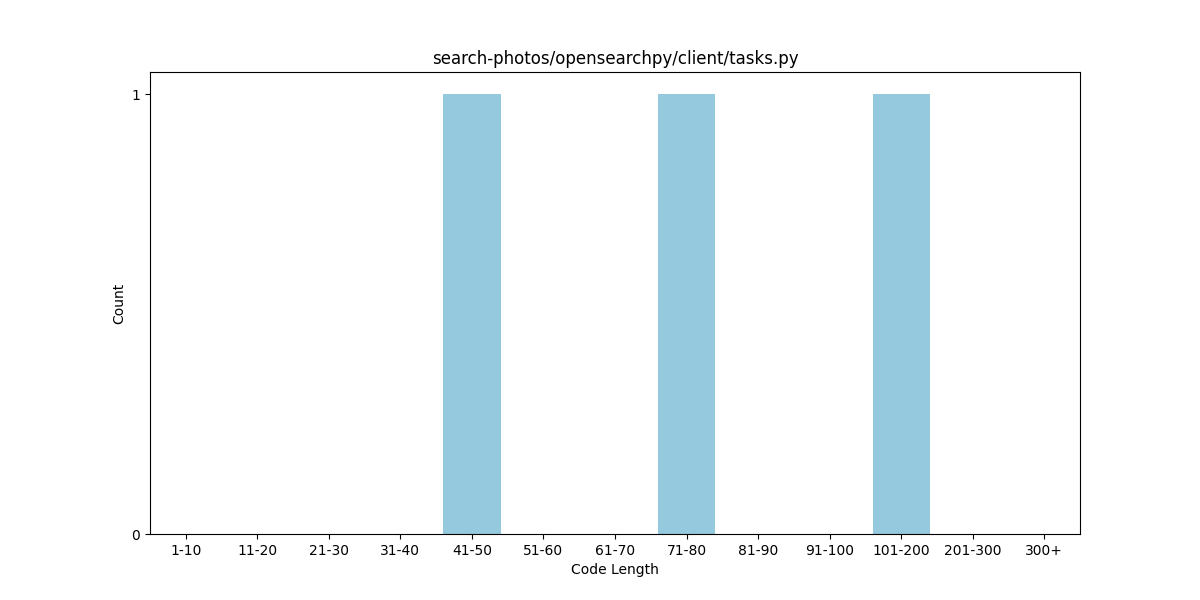 search-photos/opensearchpy/client/tasks.py
1
Count
0
1-10 11-20 21-30 31-40 41-50 51-60 61-70 71-80 81-90 91-100 101-200 201-300 300+
Code Length